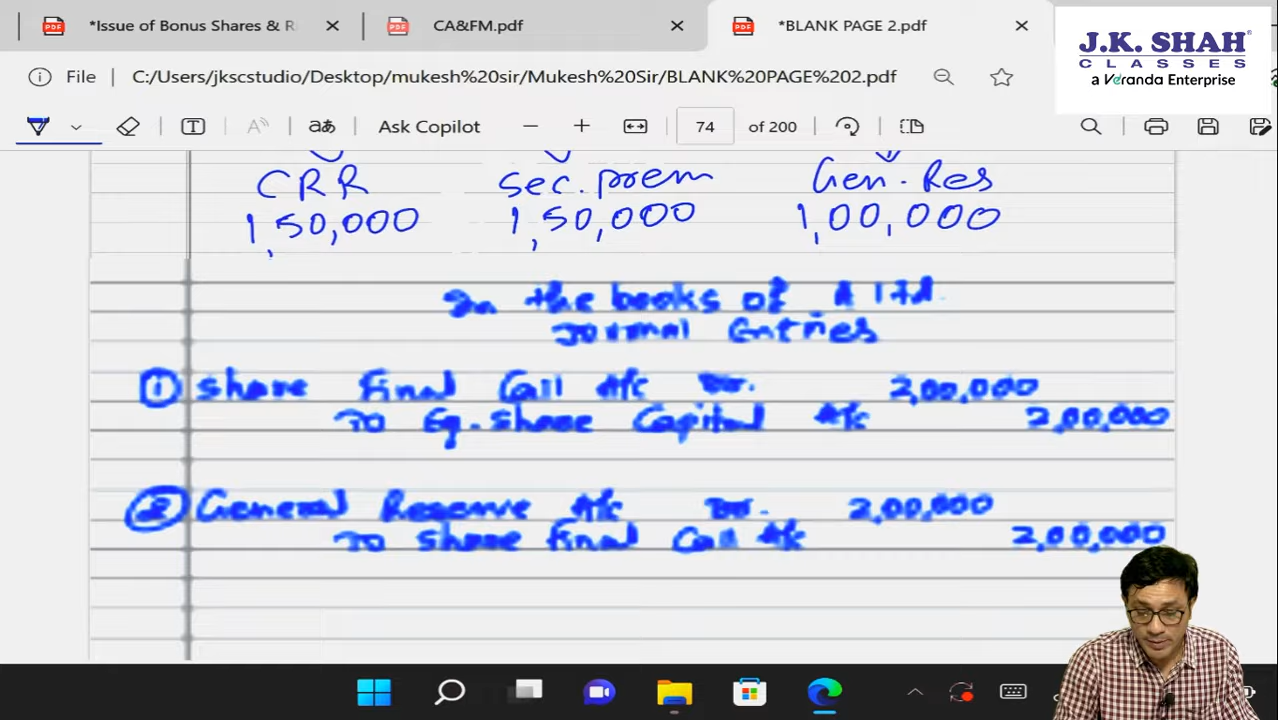 *Issue of Bonus Shares & R
CA&FM.pdf
*BLANK PAGE 2.pdf
J.K. SHAH
CLASSES
a Veranda Enterprise
File
C:/Users/jkscstudio/Desktop/mukesh%20sir/Mukesh%20Sir/BLANK%20PAGE%202.pdf
Ask Copilot
74 of 200
CRR Sec. prem Gen. Res
1,50,000 1,50,000 1,00,000
In the books of A Ltd.
Journal Entries
① Share Final Call A/c Dr. 2,00,000
To Eq. Share Capital A/c 2,00,000
② General Reserve A/c Dr. 2,00,000
To Share Final Call A/c 2,00,000